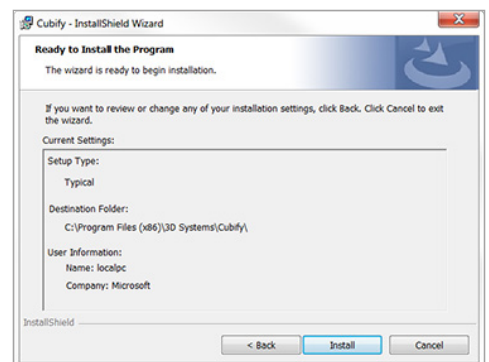 Cubify - InstallShield Wizard
Ready to Install the Program
The wizard is ready to begin installation.
If you want to review or change any of your installation settings, click Back. Click Cancel to exit
the wizard.
Current Settings:
Setup Type:
Typical
Destination Folder:
C:\Program Files (x86)\3D Systems\Cubify\
User Information:
Name: localpc
Company: Microsoft
InstallShield
< Back
Install
Cancel